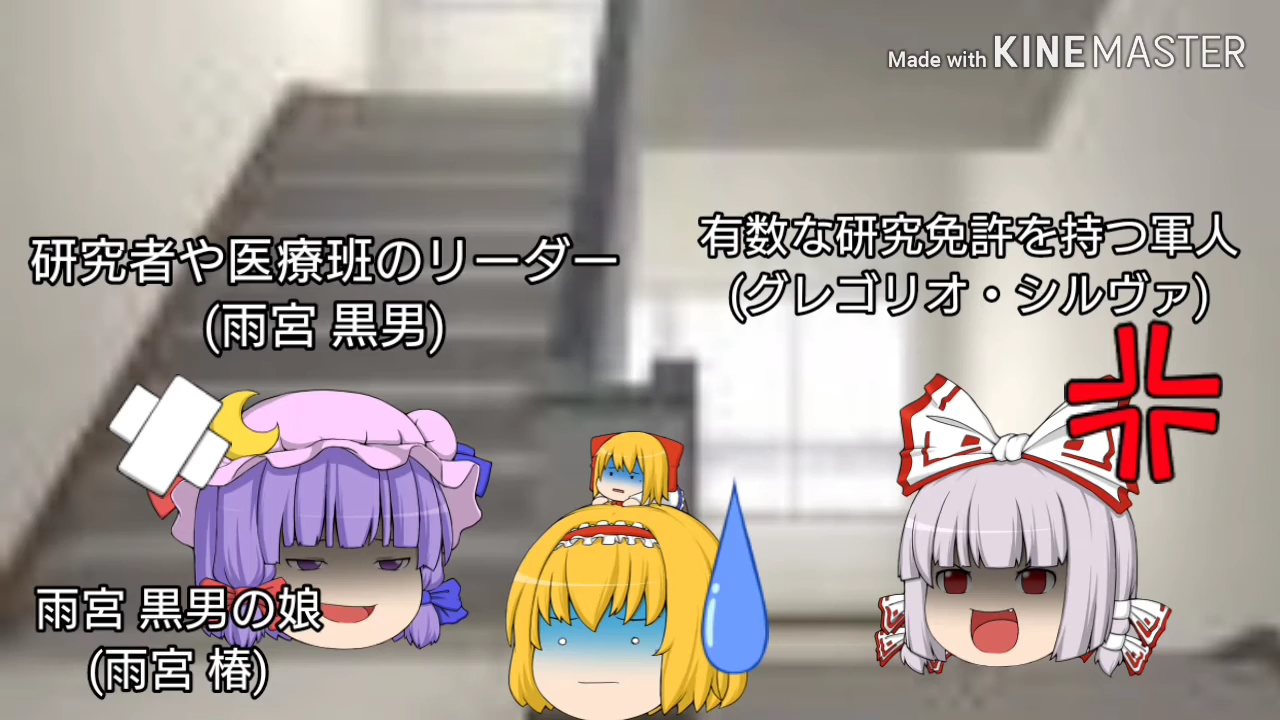 Made with KINEMASTER
研究者や医療班のリーダー
(雨宮 黒男)
有数な研究免許を持つ軍人
(グレゴリオ・シルヴァ)
雨宮 黒男の娘
(雨宮 椿)